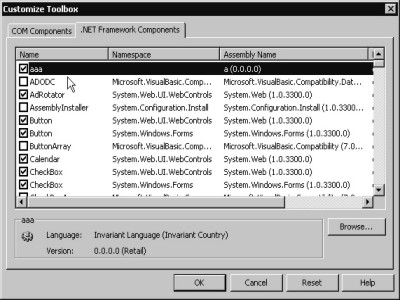 Customize Toolbox
COM Components
.NET Framework Components
Name Namespace Assembly Name
aaa a (0.0.0.0)
ADODC Microsoft.VisualBasic.Comp... Microsoft.VisualBasic.Compatibility.Dat...
AdRotator System.Web.UI.WebControls System.Web (1.0.3300.0)
AssemblyInstaller System.Configuration.Install System.Configuration.Install (1.0.3300...
Button System.Web.UI.WebControls System.Web (1.0.3300.0)
Button System.Windows.Forms System.Windows.Forms (1.0.3300.0)
ButtonArray Microsoft.VisualBasic.Comp... Microsoft.VisualBasic.Compatibility (7.0...
Calendar System.Web.UI.WebControls System.Web (1.0.3300.0)
CheckBox System.Web.UI.WebControls System.Web (1.0.3300.0)
CheckBox System.Windows.Forms System.Windows.Forms (1.0.3300.0)
aaa
Language: Invariant Language (Invariant Country)
Version: 0.0.0.0 (Retail)
Browse...
OK Cancel Reset Help